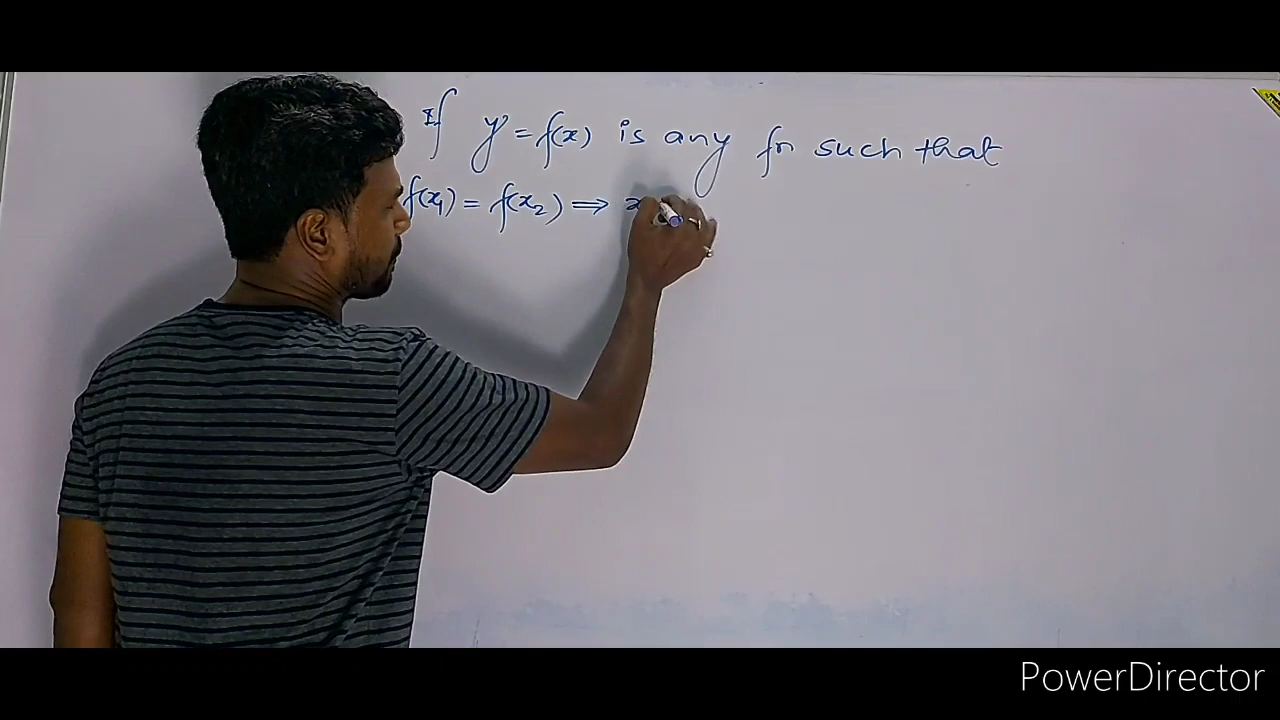 If y = f(x) is any fn such that
f(x₁) = f(x₂) ⇒ x
PowerDirector